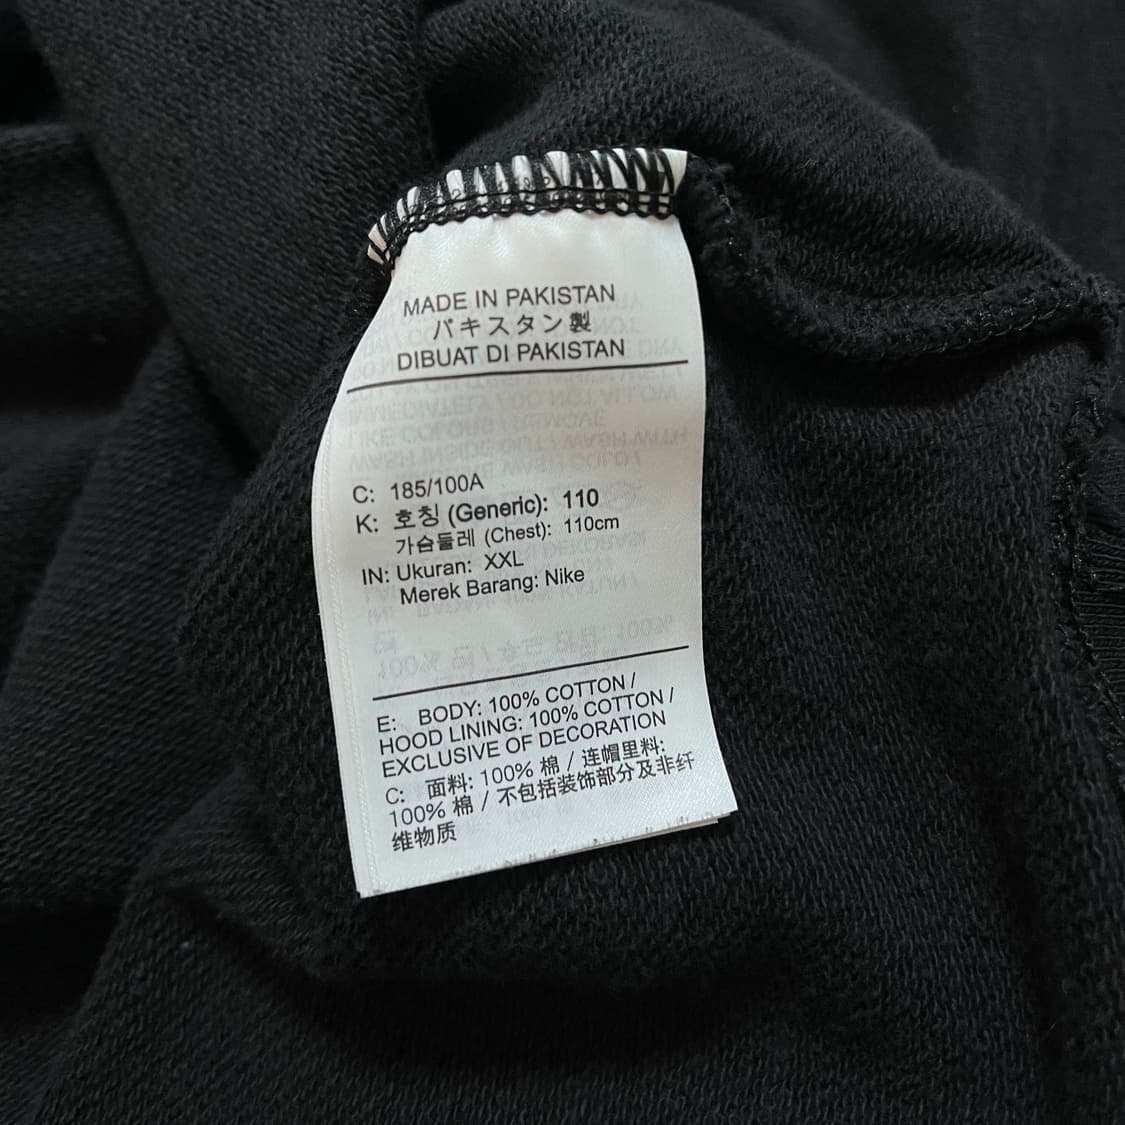 MADE IN PAKISTAN
パキスタン製
DIBUAT DI PAKISTAN
C: 185/100A
K: 호칭 (Generic): 110
가슴둘레 (Chest): 110cm
IN: Ukuran: XXL
Merek Barang: Nike
E: BODY: 100% COTTON /
HOOD LINING: 100% COTTON /
EXCLUSIVE OF DECORATION
C: 面料: 100% 棉 / 连帽里料:
100% 棉 / 不包括装饰部分及非纤
维物质